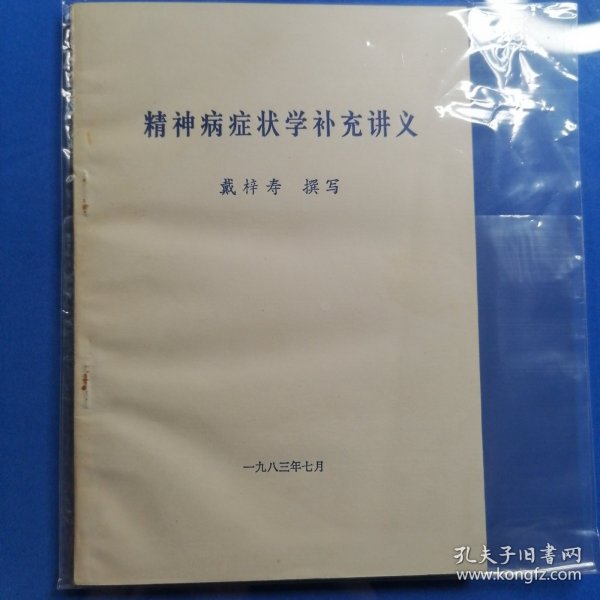 精神病症状学补充讲义
戴梓寿 撰写
一九八三年七月
孔夫子旧书网
www.kongfz.com